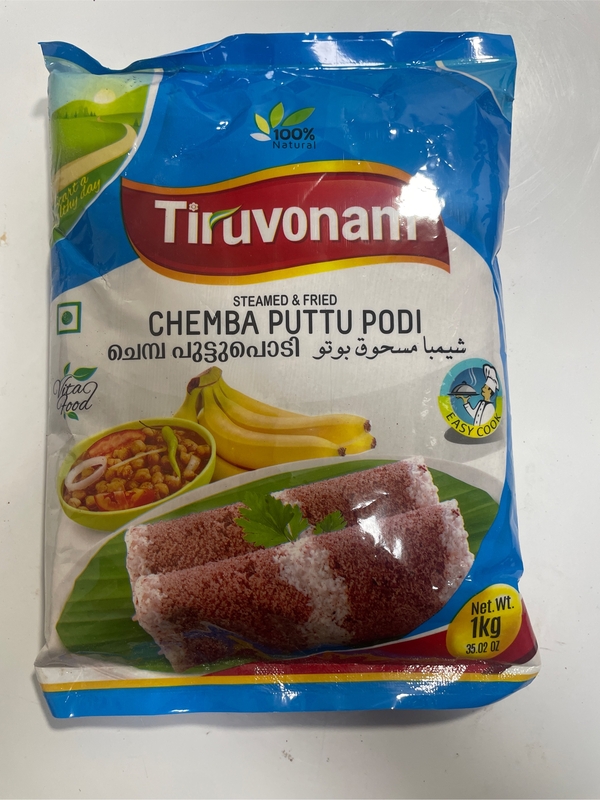 100%
Natural
Tiruvonam
STEAMED & FRIED
CHEMBA PUTTU PODI
ചെമ്പ പുട്ടുപൊടി شيمبا مسحوق بوتو
Vita
food
EASY COOK
Net.Wt.
1kg
35.02 OZ